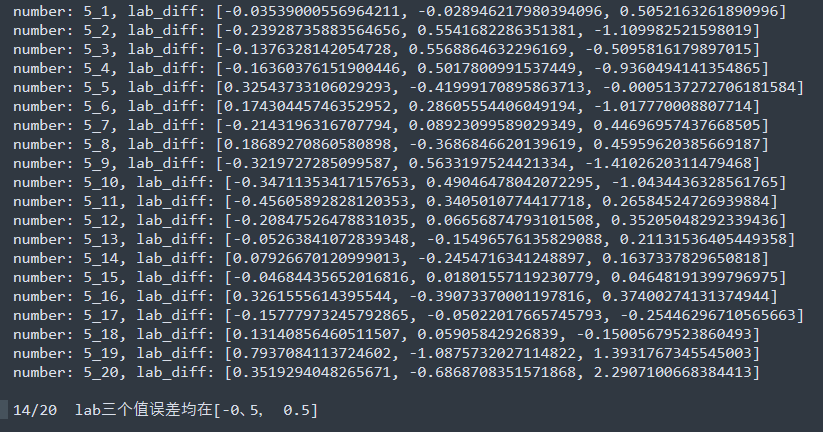 number: 5_1, lab_diff: [-0.03539000556964211, -0.028946217980394096, 0.5052163261890996]
number: 5_2, lab_diff: [-0.23928735883564656, 0.5541682286351381, -1.109982521598019]
number: 5_3, lab_diff: [-0.1376328142054728, 0.5568864632296169, -0.5095816179897015]
number: 5_4, lab_diff: [-0.16360376151900446, 0.5017800991537449, -0.9360494141354865]
number: 5_5, lab_diff: [0.32543733106029293, -0.41999170895863713, -0.0005137272706181584]
number: 5_6, lab_diff: [0.17430445746352952, 0.28605554406049194, -1.017770008807714]
number: 5_7, lab_diff: [-0.2143196316707794, 0.08923099589029349, 0.44696957437668505]
number: 5_8, lab_diff: [0.18689270860580898, -0.3686846620139619, 0.45959620385669187]
number: 5_9, lab_diff: [-0.3219727285099587, 0.5633197524421334, -1.4102620311479468]
number: 5_10, lab_diff: [-0.34711353417157653, 0.49046478042072295, -1.0434436328561765]
number: 5_11, lab_diff: [-0.45605892828120353, 0.3405010774417718, 0.26584524726939884]
number: 5_12, lab_diff: [-0.20847526478831035, 0.06656874793101508, 0.35205048292339436]
number: 5_13, lab_diff: [-0.05263841072839348, -0.15496576135829088, 0.21131536405449358]
number: 5_14, lab_diff: [0.07926670120999013, -0.2454716341248897, 0.1637337829650818]
number: 5_15, lab_diff: [-0.04684435652016816, 0.01801557119230779, 0.04648191399796975]
number: 5_16, lab_diff: [0.3261555614395544, -0.39073370001197816, 0.37400274131374944]
number: 5_17, lab_diff: [-0.15777973245792865, -0.05022017665745793, -0.25446296710565663]
number: 5_18, lab_diff: [0.13140856460511507, 0.05905842926839, -0.15005679523860493]
number: 5_19, lab_diff: [0.7937084113724602, -1.0875732027114822, 1.3931767345545003]
number: 5_20, lab_diff: [0.3519294048265671, -0.6868708351571868, 2.2907100668384413]
14/20 lab三个值误差均在[-0、5, 0.5]